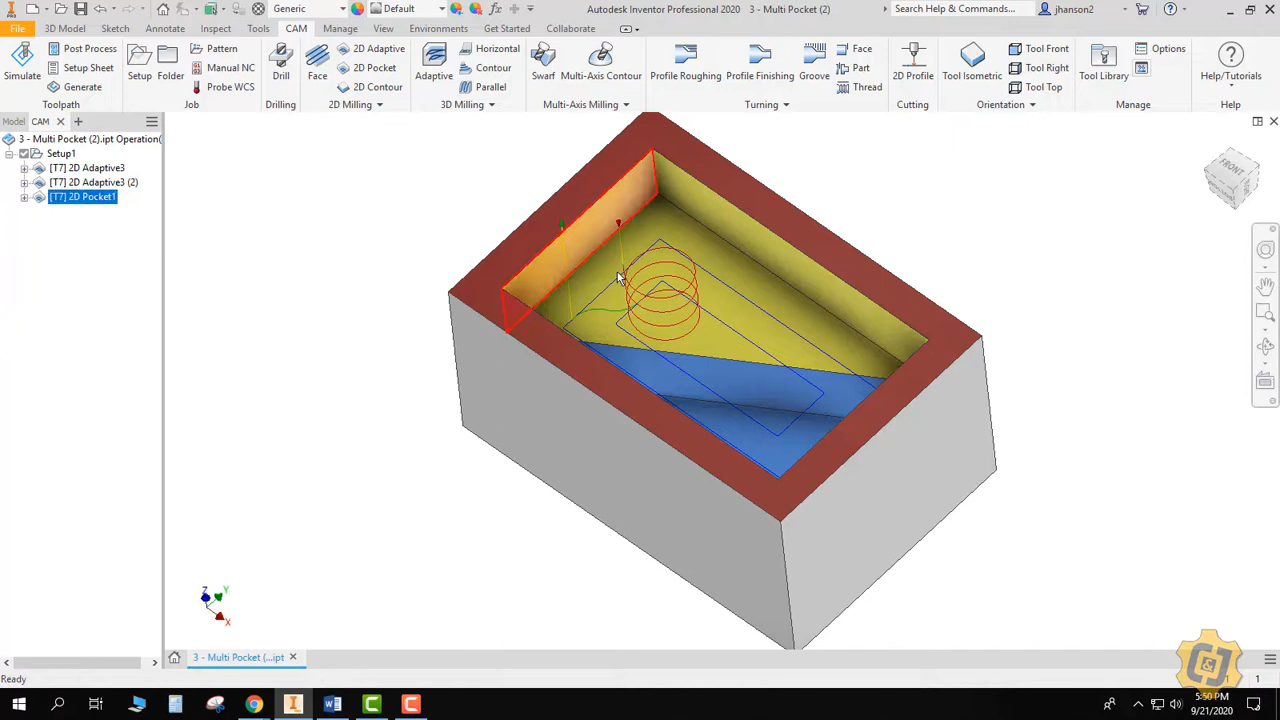 PRO
Generic
Default
fx
Autodesk Inventor Professional 2020   3 - Multi Pocket (2)
Search Help & Commands...
jhanson2
File
3D Model
Sketch
Annotate
Inspect
Tools
CAM
Manage
View
Environments
Get Started
Collaborate
Simulate
Post Process
Setup Sheet
Generate
Toolpath
Setup
Folder
Pattern
Manual NC
Probe WCS
Job
Drill
Drilling
Face
2D Adaptive
2D Pocket
2D Contour
2D Milling
Adaptive
Horizontal
Contour
Parallel
3D Milling
Swarf
Multi-Axis Contour
Multi-Axis Milling
Profile Roughing
Profile Finishing
Groove
Face
Part
Thread
Turning
2D Profile
Cutting
Tool Isometric
Tool Front
Tool Right
Tool Top
Orientation
Tool Library
Options
Manage
Help/Tutorials
Help
Model
CAM
3 - Multi Pocket (2).ipt Operation(
Setup1
[T7] 2D Adaptive3
[T7] 2D Adaptive3 (2)
[T7] 2D Pocket1
FRONT
Z
Y
X
3 - Multi Pocket (...ipt
Ready
1
1
5:50 PM
9/21/2020